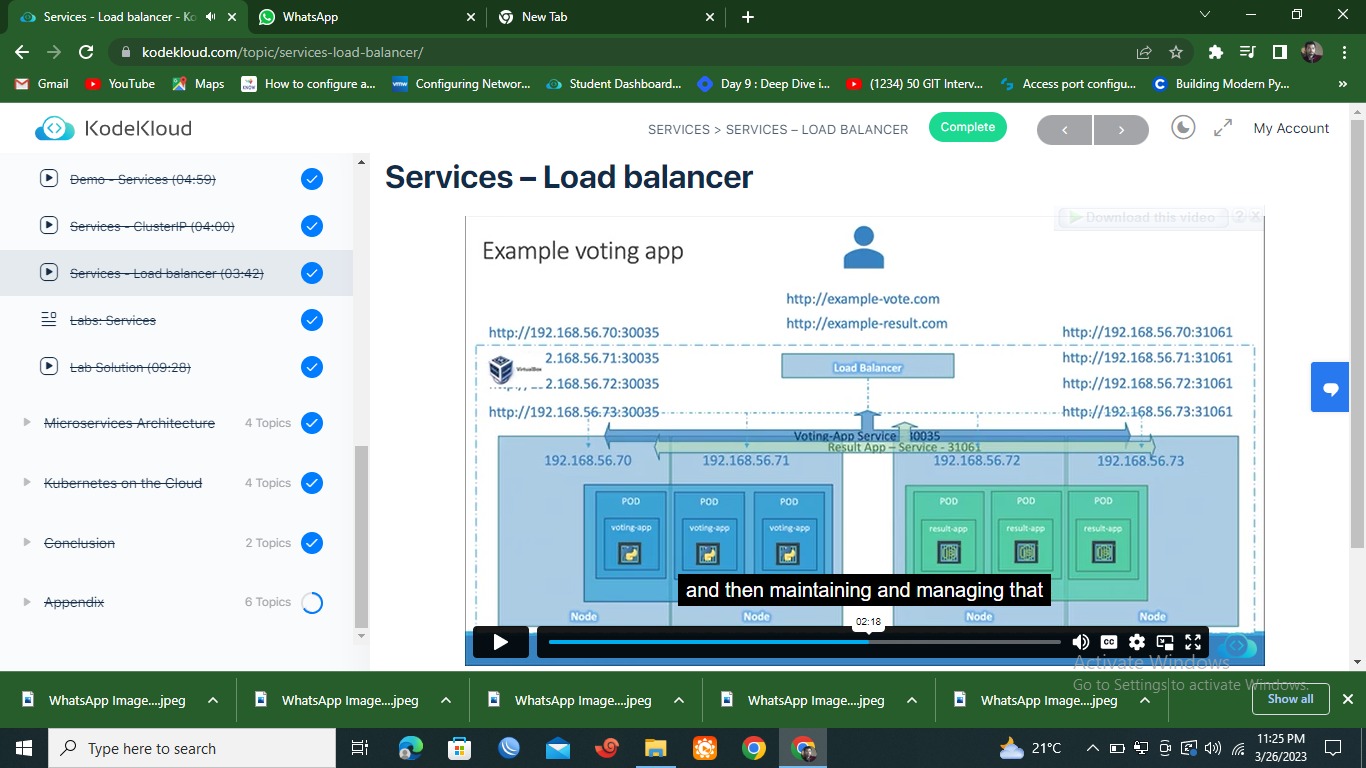 Services - Load balancer - Ko
WhatsApp
New Tab
kodekloud.com/topic/services-load-balancer/
Gmail
YouTube
Maps
How to configure a...
Configuring Networ...
Student Dashboard...
Day 9 : Deep Dive i...
(1234) 50 GIT Interv...
Access port configu...
Building Modern Py...
»
KodeKloud
SERVICES > SERVICES – LOAD BALANCER
Complete
My Account
Demo - Services (04:59)
Services - ClusterIP (04:00)
Services - Load balancer (03:42)
Labs: Services
Lab Solution (09:28)
Microservices Architecture
4 Topics
Kubernetes on the Cloud
4 Topics
Conclusion
2 Topics
Appendix
6 Topics
Services – Load balancer
Download this video
? X
Example voting app
http://example-vote.com
http://example-result.com
http://192.168.56.70:30035
2.168.56.71:30035
2.168.56.72:30035
http://192.168.56.73:30035
VirtualBox
Load Balancer
http://192.168.56.70:31061
http://192.168.56.71:31061
http://192.168.56.72:31061
http://192.168.56.73:31061
Voting-App Service
30035
Result App – Service - 31061
192.168.56.70
192.168.56.71
192.168.56.72
192.168.56.73
POD
POD
POD
POD
POD
POD
voting-app
voting-app
voting-app
result-app
result-app
result-app
and then maintaining and managing that
Node
Node
Node
Node
02:18
CC
Activate Windows
Go to Settings to activate Windows.
WhatsApp Image....jpeg
WhatsApp Image....jpeg
WhatsApp Image....jpeg
WhatsApp Image....jpeg
WhatsApp Image....jpeg
Show all
Type here to search
21°C
11:25 PM
3/26/2023